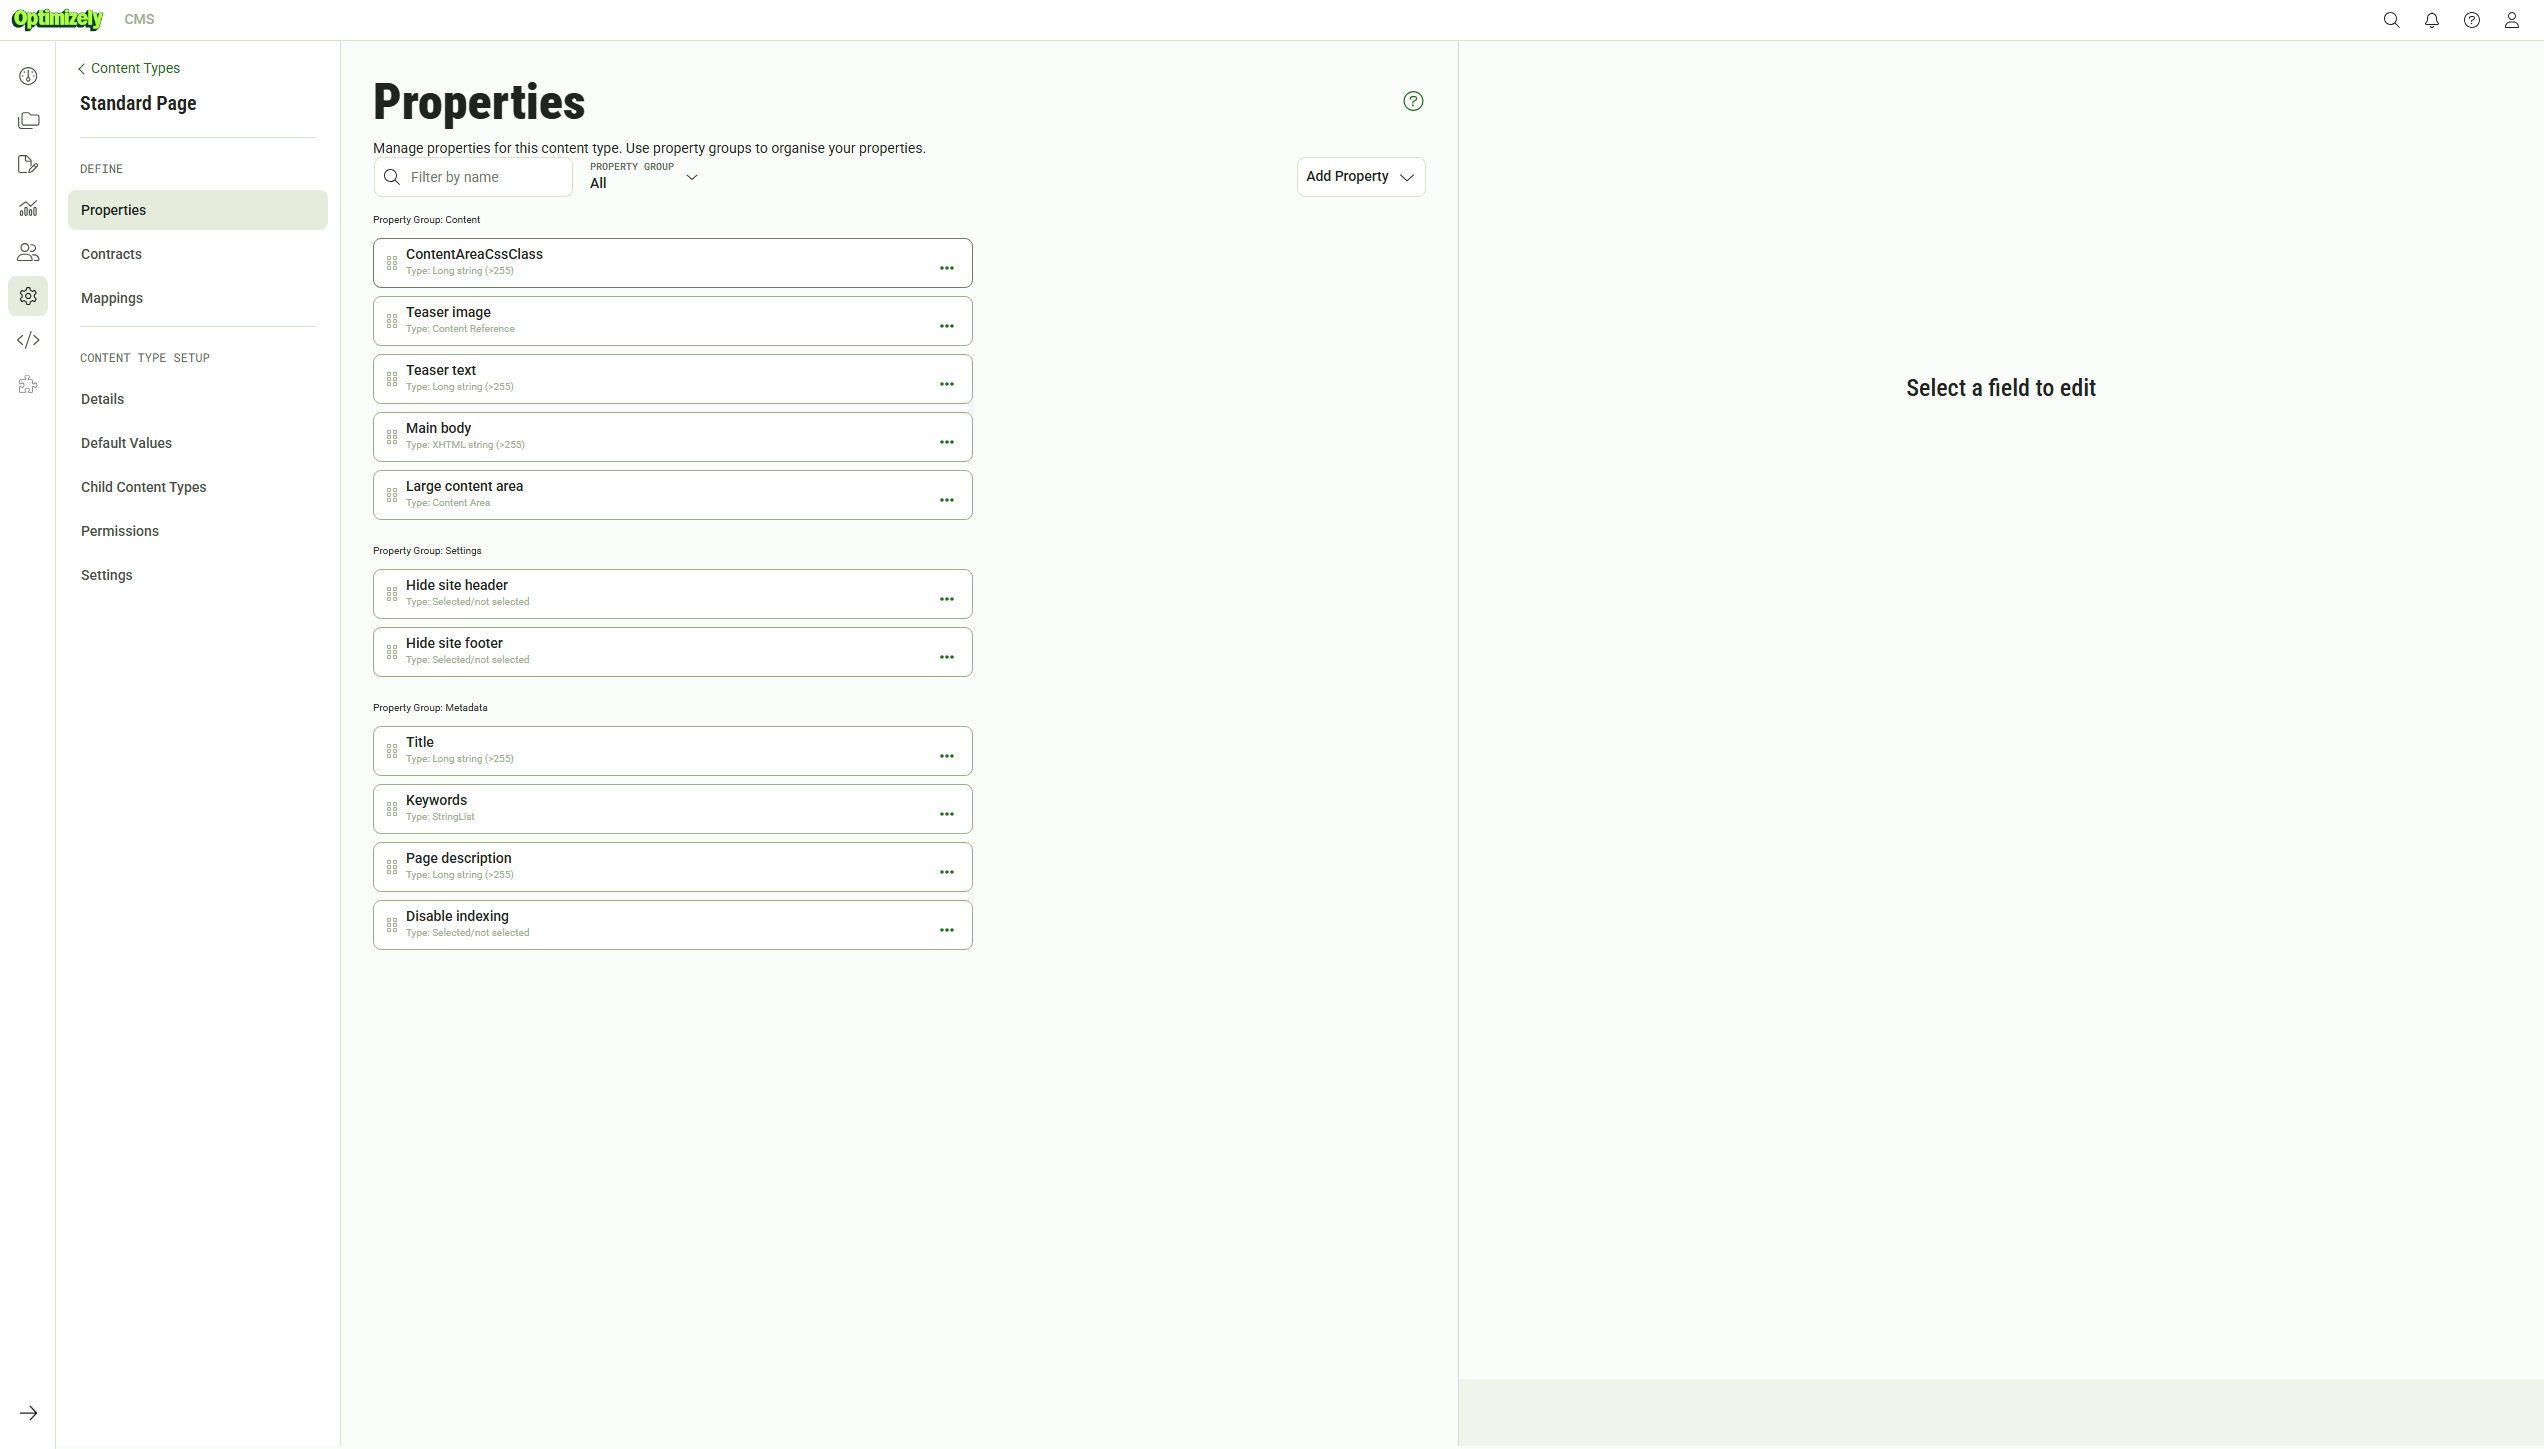 Optimizely CMS
Content Types
Standard Page
DEFINE
Properties
Contracts
Mappings
CONTENT TYPE SETUP
Details
Default Values
Child Content Types
Permissions
Settings
Properties
Manage properties for this content type. Use property groups to organise your properties.
Filter by name
PROPERTY GROUP
All
Add Property
Property Group: Content
ContentAreaCssClass
Type: Long string (>255)
Teaser image
Type: Content Reference
Teaser text
Type: Long string (>255)
Main body
Type: XHTML string (>255)
Large content area
Type: Content Area
Property Group: Settings
Hide site header
Type: Selected/not selected
Hide site footer
Type: Selected/not selected
Property Group: Metadata
Title
Type: Long string (>255)
Keywords
Type: StringList
Page description
Type: Long string (>255)
Disable indexing
Type: Selected/not selected
Select a field to edit